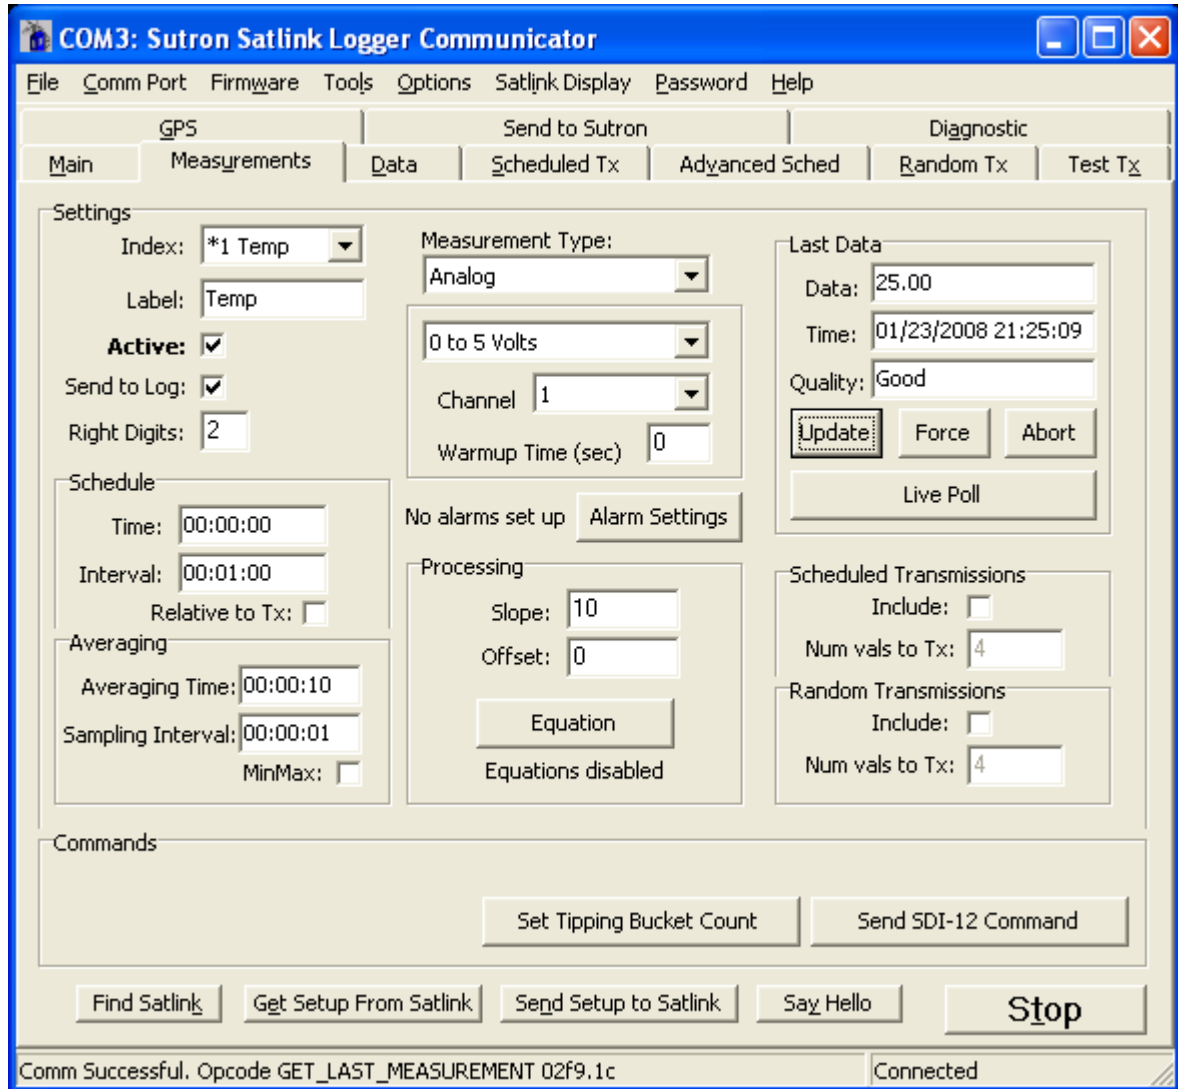 COM3: Sutron Satlink Logger Communicator
File Comm Port Firmware Tools Options Satlink Display Password Help
GPS Send to Sutron Diagnostic
Main Measurements Data Scheduled Tx Advanced Sched Random Tx Test Tx
Settings
Index: *1 Temp
Label: Temp
Active:
Send to Log:
Right Digits: 2
Schedule
Time: 00:00:00
Interval: 00:01:00
Relative to Tx:
Averaging
Averaging Time: 00:00:10
Sampling Interval: 00:00:01
MinMax:
Measurement Type:
Analog
0 to 5 Volts
Channel 1
Warmup Time (sec) 0
No alarms set up Alarm Settings
Processing
Slope: 10
Offset: 0
Equation
Equations disabled
Last Data
Data: 25.00
Time: 01/23/2008 21:25:09
Quality: Good
Update Force Abort
Live Poll
Scheduled Transmissions
Include:
Num vals to Tx: 4
Random Transmissions
Include:
Num vals to Tx: 4
Commands
Set Tipping Bucket Count Send SDI-12 Command
Find Satlink Get Setup From Satlink Send Setup to Satlink Say Hello Stop
Comm Successful. Opcode GET_LAST_MEASUREMENT 02f9.1c Connected